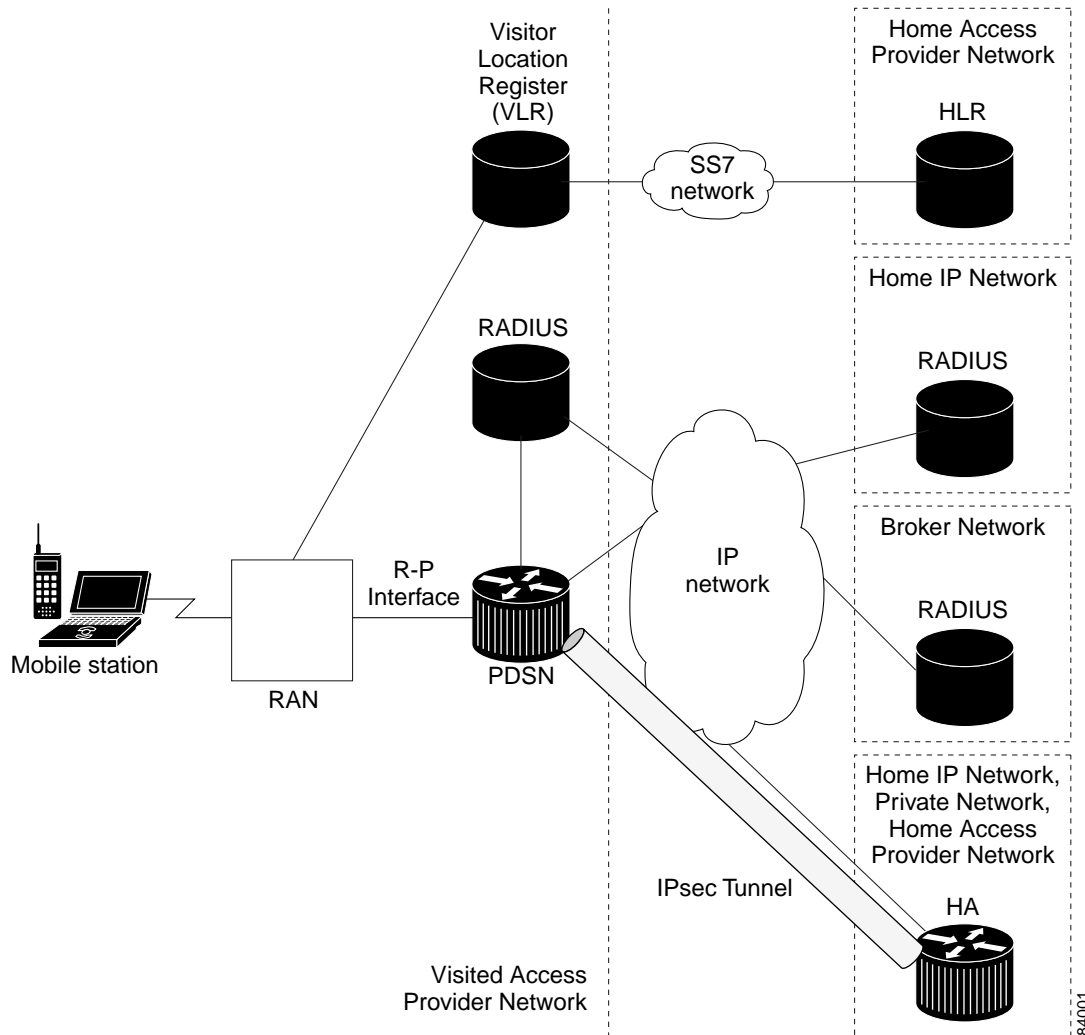 Visitor
Location
Register
(VLR)
Home Access
Provider Network
HLR
SS7
network
Home IP Network
RADIUS
RADIUS
Broker Network
RADIUS
IP
network
R-P
Interface
Mobile station
RAN
PDSN
Home IP Network,
Private Network,
Home Access
Provider Network
IPsec Tunnel
HA
Visited Access
Provider Network
84001